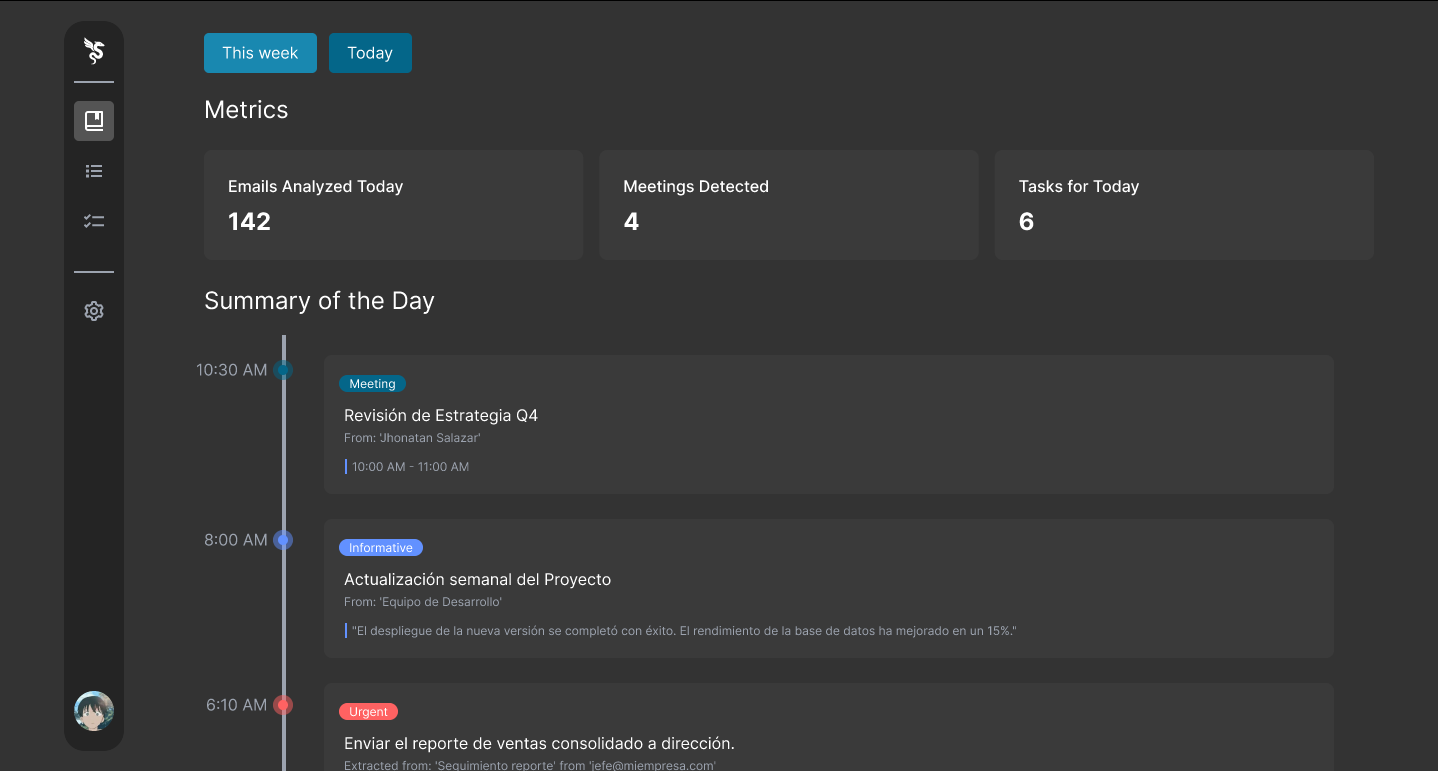 This week
Today
Metrics
Emails Analyzed Today
142
Meetings Detected
4
Tasks for Today
6
Summary of the Day
10:30 AM
Meeting
Revisión de Estrategia Q4
From: 'Jhonatan Salazar'
10:00 AM - 11:00 AM
8:00 AM
Informative
Actualización semanal del Proyecto
From: 'Equipo de Desarrollo'
"El despliegue de la nueva versión se completó con éxito. El rendimiento de la base de datos ha mejorado en un 15%."
6:10 AM
Urgent
Enviar el reporte de ventas consolidado a dirección.
Extracted from: 'Seguimiento reporte' from 'jefe@miempresa.com'